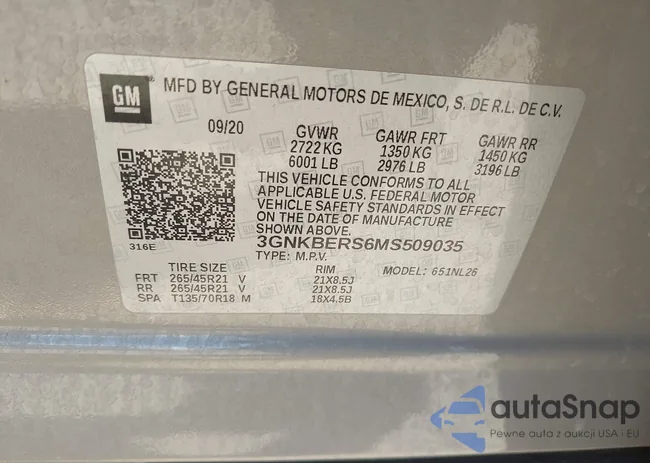 GM
MFD BY GENERAL MOTORS DE MEXICO, S. DE R.L. DE C.V.
09/20 GVWR GAWR FRT GAWR RR
2722 KG 1350 KG 1450 KG
6001 LB 2976 LB 3196 LB
THIS VEHICLE CONFORMS TO ALL
APPLICABLE U.S. FEDERAL MOTOR
VEHICLE SAFETY STANDARDS IN EFFECT
ON THE DATE OF MANUFACTURE
SHOWN ABOVE.
316E
3GNKBERS6MS509035
TYPE: M.P.V.
TIRE SIZE RIM MODEL: 651NL26
FRT 265/45R21 V 21X8.5J
RR 265/45R21 V 21X8.5J
SPA T135/70R18 M 18X4.5B
autaSnap
Pewne auta z aukcji USA i EU